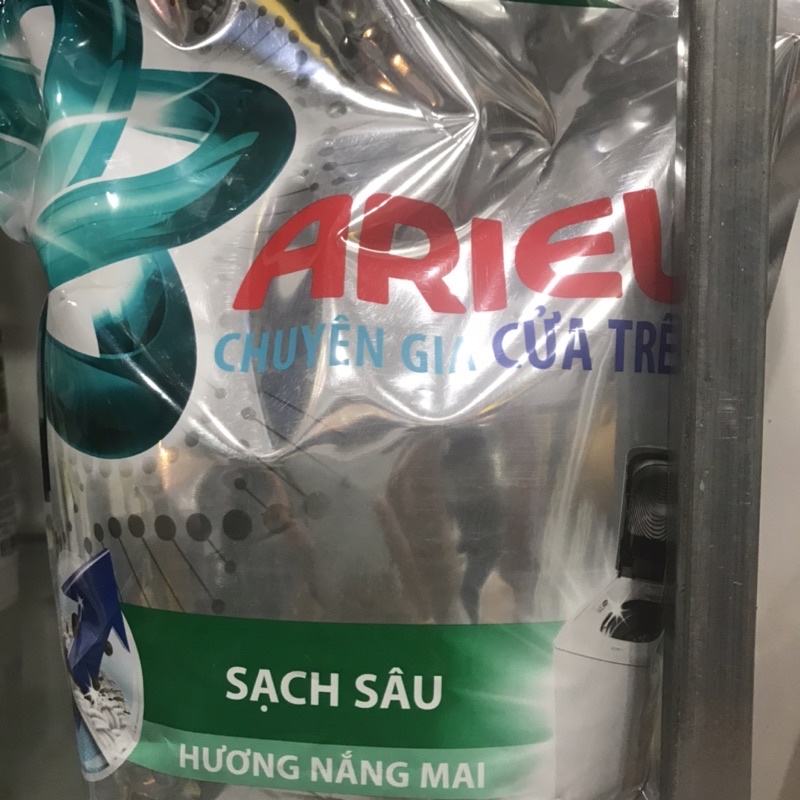 ARIEL
CHUYÊN GIA CỬA TRÊ
SẠCH SÂU
HƯƠNG NẮNG MAI